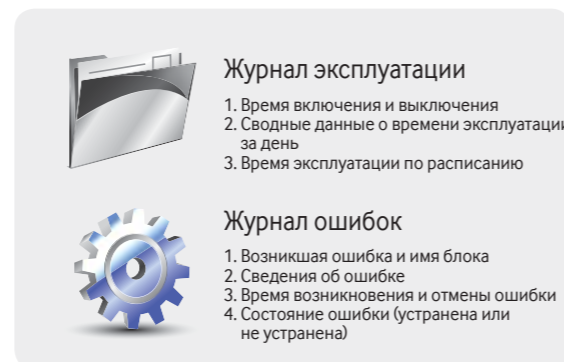 Журнал эксплуатации
1. Время включения и выключения
2. Сводные данные о времени эксплуатации
за день
3. Время эксплуатации по расписанию
Журнал ошибок
1. Возникшая ошибка и имя блока
2. Сведения об ошибке
3. Время возникновения и отмены ошибки
4. Состояние ошибки (устранена или
не устранена)